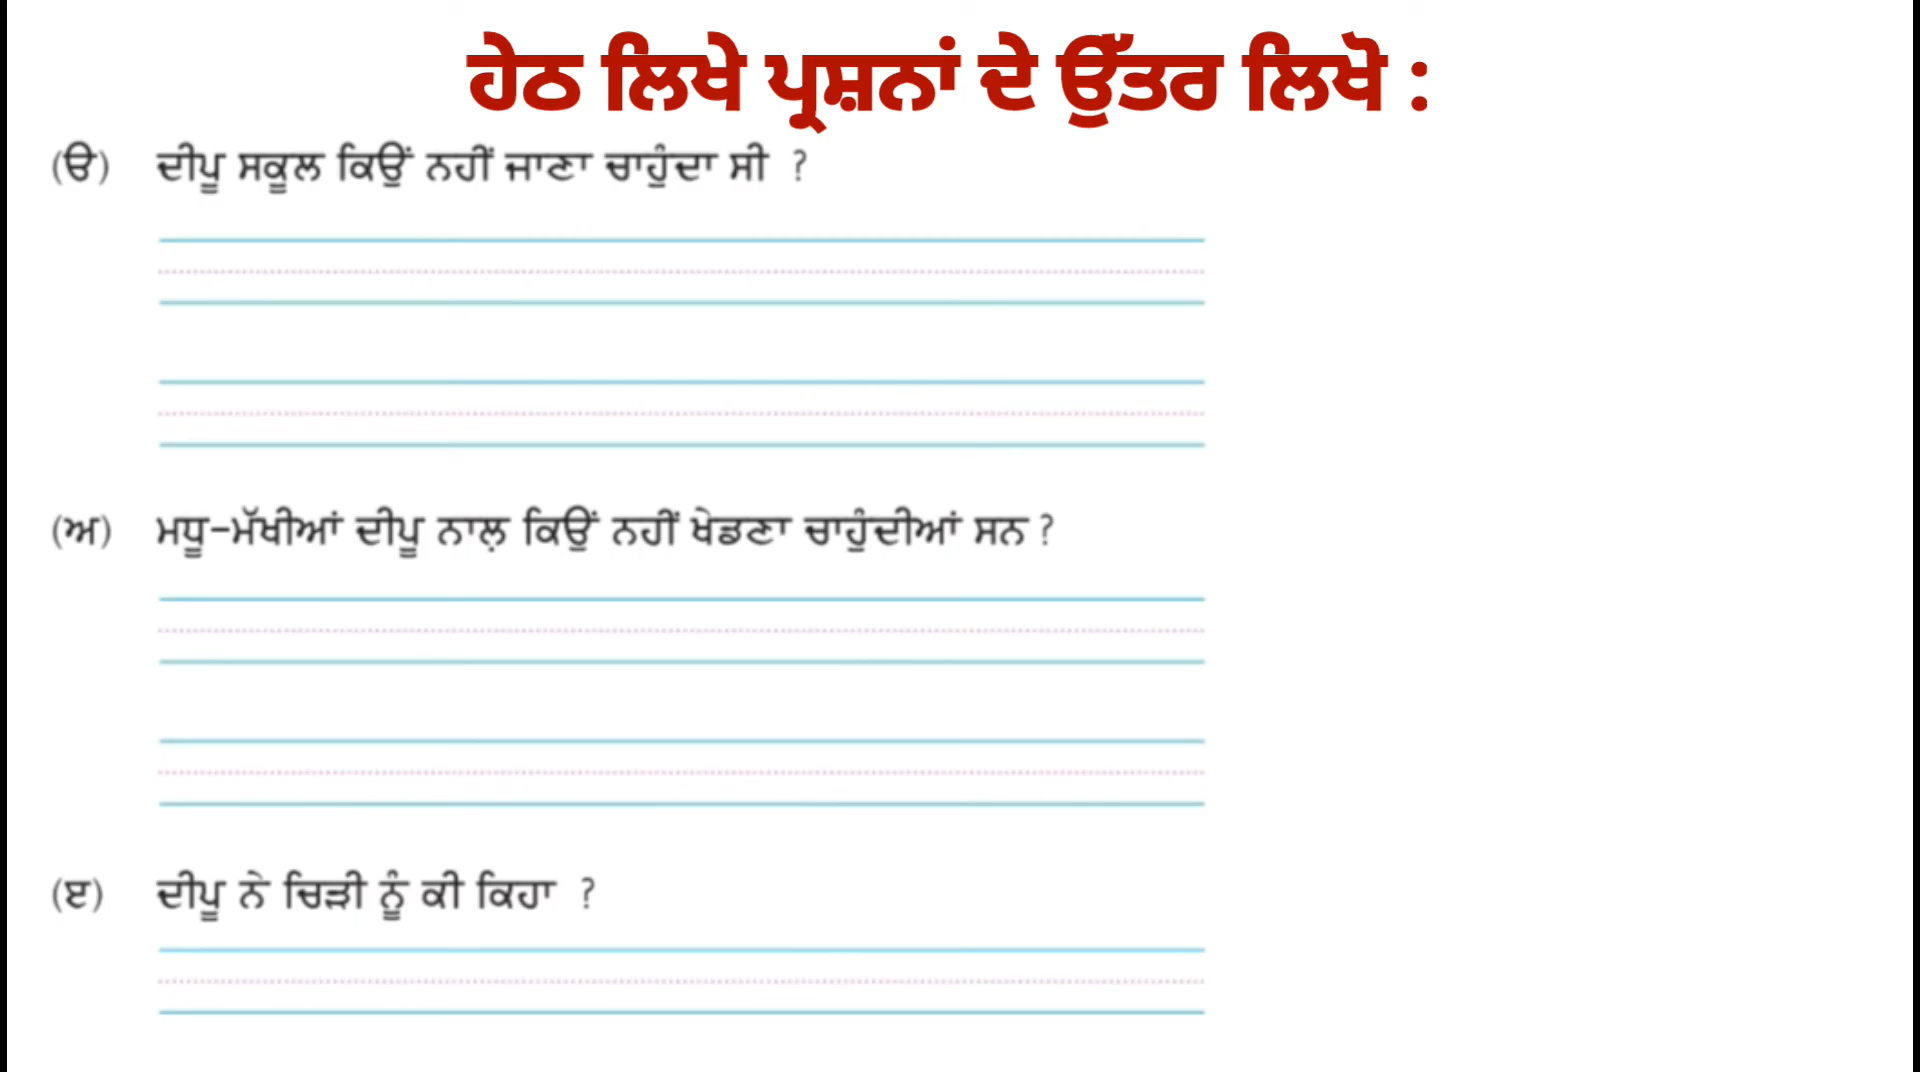 ਹੇਠ ਲਿਖੇ ਪ੍ਰਸ਼ਨਾਂ ਦੇ ਉੱਤਰ ਲਿਖੋ :
(ੳ) ਦੀਪੂ ਸਕੂਲ ਕਿਉਂ ਨਹੀਂ ਜਾਣਾ ਚਾਹੁੰਦਾ ਸੀ ?
(ਅ) ਮਧੂ-ਮੱਖੀਆਂ ਦੀਪੂ ਨਾਲ਼ ਕਿਉਂ ਨਹੀਂ ਖੇਡਣਾ ਚਾਹੁੰਦੀਆਂ ਸਨ ?
(ੲ) ਦੀਪੂ ਨੇ ਚਿੜੀ ਨੂੰ ਕੀ ਕਿਹਾ ?